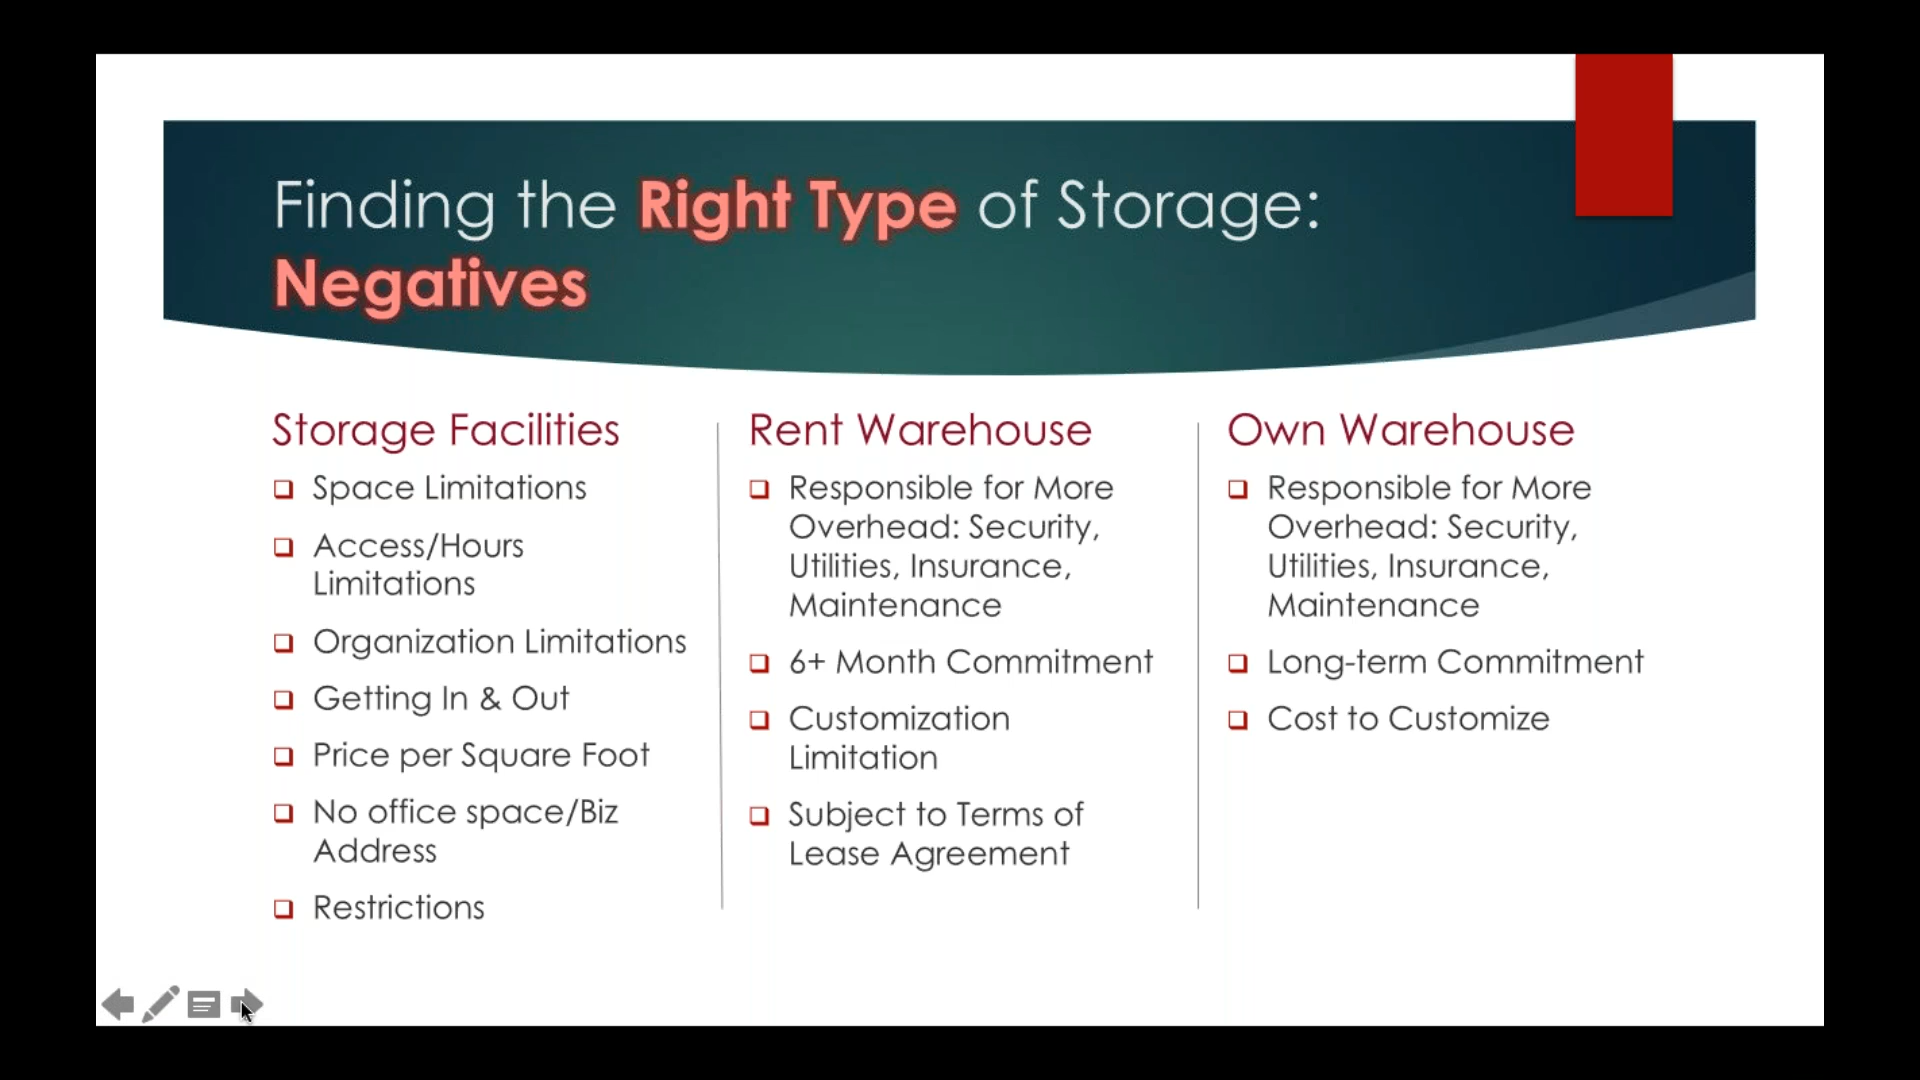 Finding the Right Type of Storage:
Negatives
Storage Facilities
Space Limitations
Access/Hours
Limitations
Organization Limitations
Getting In & Out
Price per Square Foot
No office space/Biz
Address
Restrictions
Rent Warehouse
Responsible for More
Overhead: Security,
Utilities, Insurance,
Maintenance
6+ Month Commitment
Customization
Limitation
Subject to Terms of
Lease Agreement
Own Warehouse
Responsible for More
Overhead: Security,
Utilities, Insurance,
Maintenance
Long-term Commitment
Cost to Customize